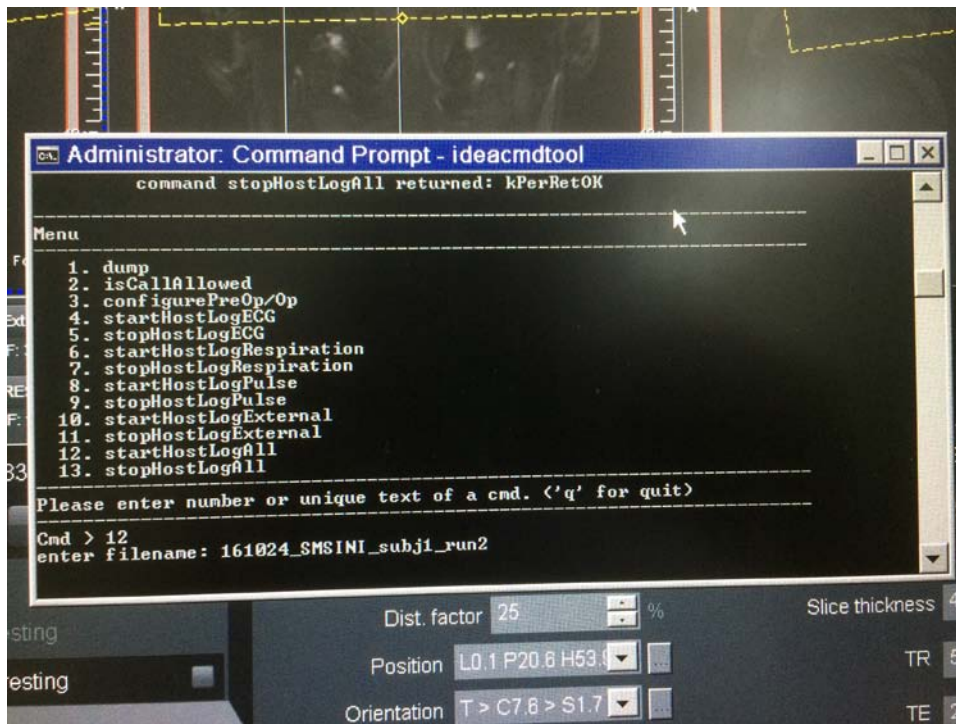 Administrator: Command Prompt - ideacmdtool
command stopHostLogAll returned: kPerRetOK
Menu
1. dump
2. isCallAllowed
3. configurePreOp/Op
4. startHostLogECG
5. stopHostLogECG
6. startHostLogRespiration
7. stopHostLogRespiration
8. startHostLogPulse
9. stopHostLogPulse
10. startHostLogExternal
11. stopHostLogExternal
12. startHostLogAll
13. stopHostLogAll
Please enter number or unique text of a cmd. ('q' for quit)
Cmd > 12
enter filename: 161024_SMSINI_subj1_run2
Dist. factor 25 %
Slice thickness
Position L0.1 P20.6 H53.9
TR
Orientation T > C7.6 > S1.7
TE